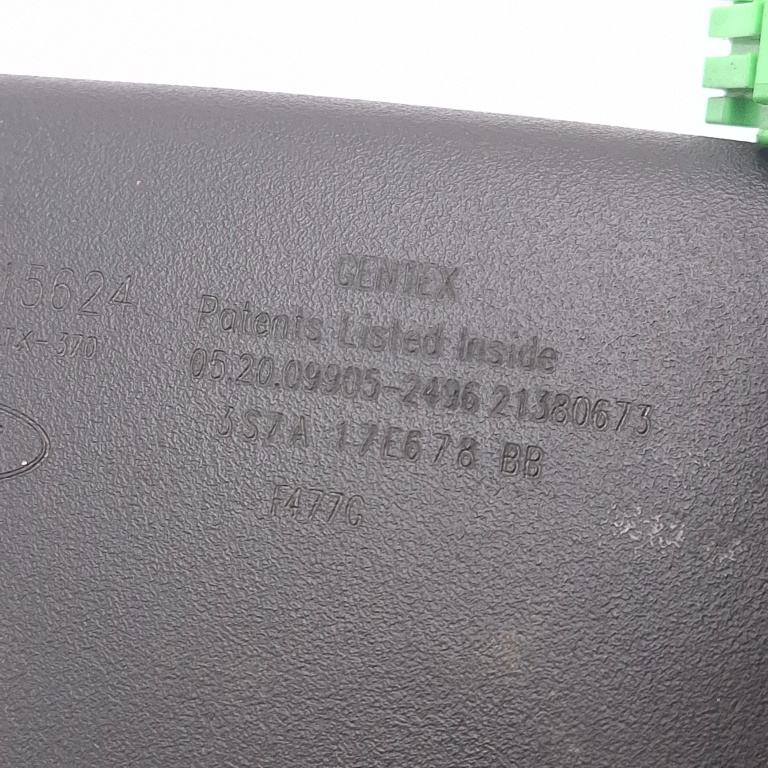 15624
TX-370
GENTEX
Patents Listed Inside
05.20.09905-2496 21380673
3S7A 17E678 BB
F477G